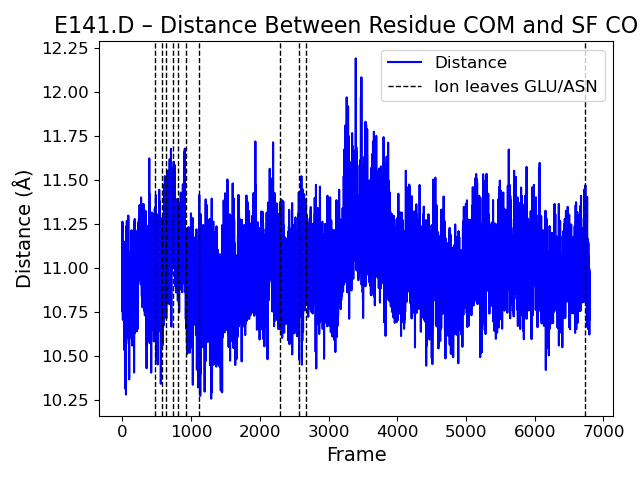 E141.D – Distance Between Residue COM and SF CO
12.25
12.00
11.75
11.50
11.25
11.00
10.75
10.50
10.25
Distance (Å)
Distance
Ion leaves GLU/ASN
0 1000 2000 3000 4000 5000 6000 7000
Frame